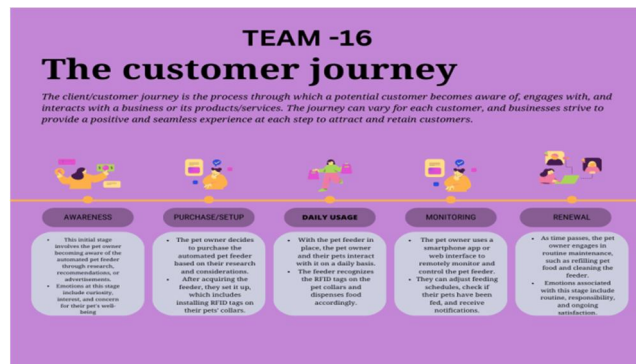 TEAM -16
The customer journey
The client/customer journey is the process through which a potential customer becomes aware of, engages with, and
interacts with a business or its products/services. The journey can vary for each customer, and businesses strive to
provide a positive and seamless experience at each step to attract and retain customers.
AWARENESS
• This initial stage
involves the pet owner
becoming aware of the
automated pet feeder
through research,
recommendations, or
advertisements.
• Emotions at this stage
include curiosity,
interest, and concern
for their pet's well-
being
PURCHASE/SETUP
• The pet owner decides
to purchase the
automated pet feeder
based on their research
and considerations.
• After acquiring the
feeder, they set it up,
which includes
installing RFID tags on
their pets' collars.
DAILY USAGE
• With the pet feeder in
place, the pet owner
and their pets interact
with it on a daily basis.
• The feeder recognizes
the RFID tags on the
pet collars and
dispenses food
accordingly.
MONITORING
• The pet owner uses a
smartphone app or
web interface to
remotely monitor and
control the pet feeder.
• They can adjust feeding
schedules, check if
their pets have been
fed, and receive
notifications.
RENEWAL
• As time passes, the pet
owner engages in
routine maintenance,
such as refilling pet
food and cleaning the
feeder.
• Emotions associated
with this stage include
routine, responsibility,
and ongoing
satisfaction.